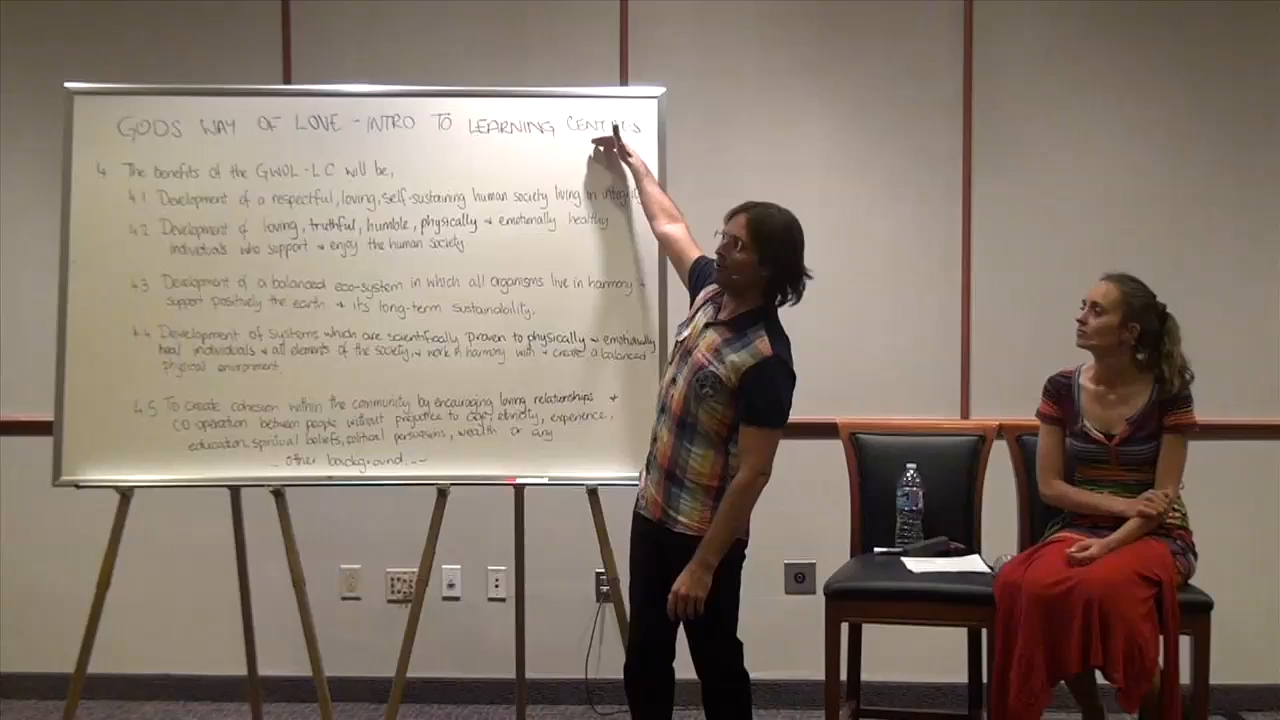 GODS WAY OF LOVE - INTRO TO LEARNING CENTRES
4 The benefits of the GWOL - LC will be,
4.1 Development of a respectful, loving, self-sustaining human society living in integrity
4.2 Development of loving, truthful, humble, physically + emotionally healthy
individuals who support + enjoy the human society
4.3 Development of a balanced eco-system in which all organisms live in harmony +
support positively the earth + its long-term sustainability,
4.4 Development of systems which are scientifically proven to physically + emotionally
heal individuals + all elements of the society, + work in harmony with + create a balanced
physical environment.
4.5 To create cohesion within the community by encouraging loving relationships +
co operation between people without prejudice to age, ethnicity, experience,
education, spiritual beliefs, political persuasions, wealth or any
.. other background ...